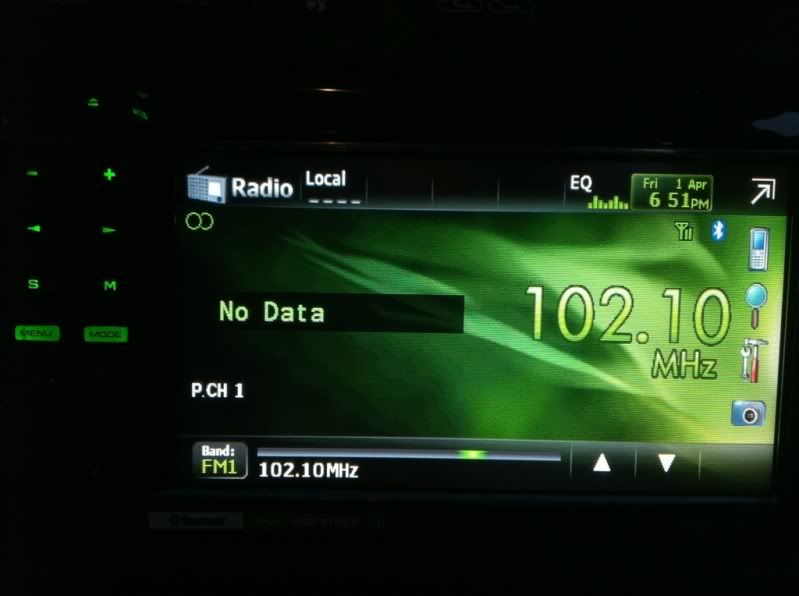 Radio
Local
EQ
Fri 1 Apr
6 51PM
No Data
102.10
MHz
P.CH 1
Band:
FM1
102.10MHz
- +
S M
MENU MODE
Bluetooth